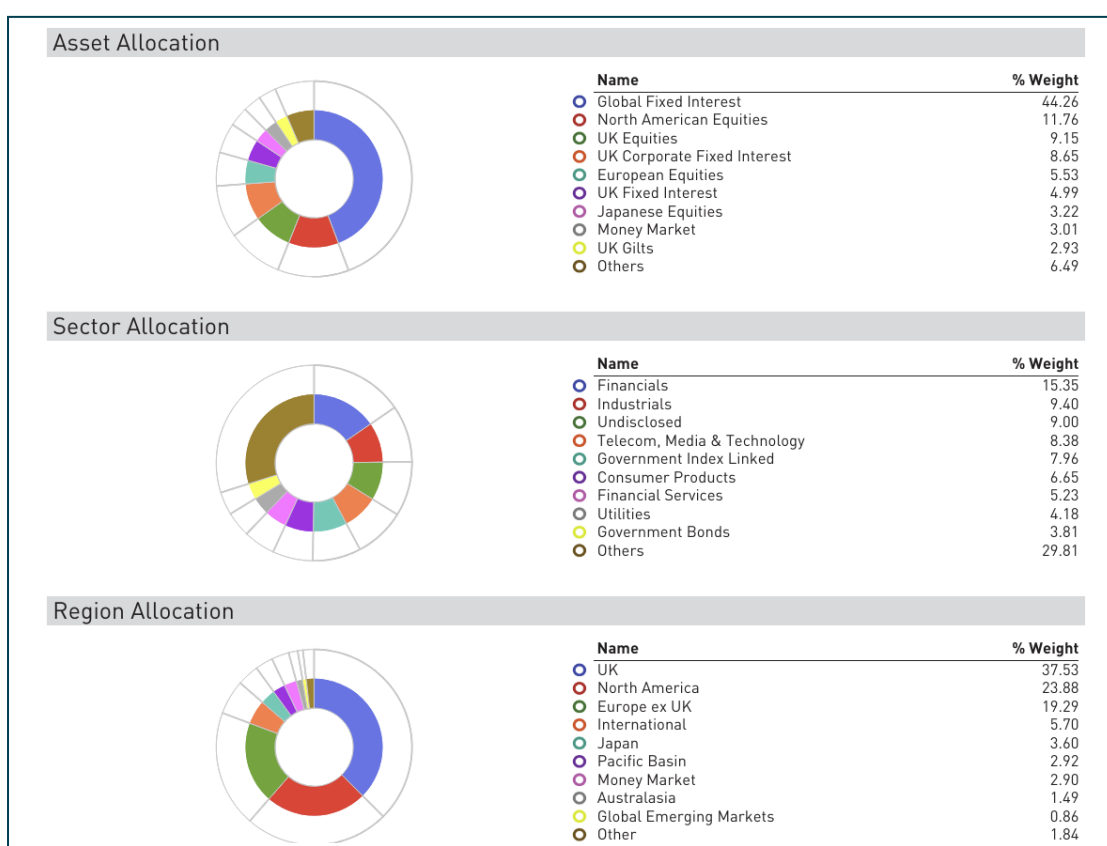 Asset Allocation
Name % Weight
Global Fixed Interest 44.26
North American Equities 11.76
UK Equities 9.15
UK Corporate Fixed Interest 8.65
European Equities 5.53
UK Fixed Interest 4.99
Japanese Equities 3.22
Money Market 3.01
UK Gilts 2.93
Others 6.49
Sector Allocation
Name % Weight
Financials 15.35
Industrials 9.40
Undisclosed 9.00
Telecom, Media & Technology 8.38
Government Index Linked 7.96
Consumer Products 6.65
Financial Services 5.23
Utilities 4.18
Government Bonds 3.81
Others 29.81
Region Allocation
Name % Weight
UK 37.53
North America 23.88
Europe ex UK 19.29
International 5.70
Japan 3.60
Pacific Basin 2.92
Money Market 2.90
Australasia 1.49
Global Emerging Markets 0.86
Other 1.84